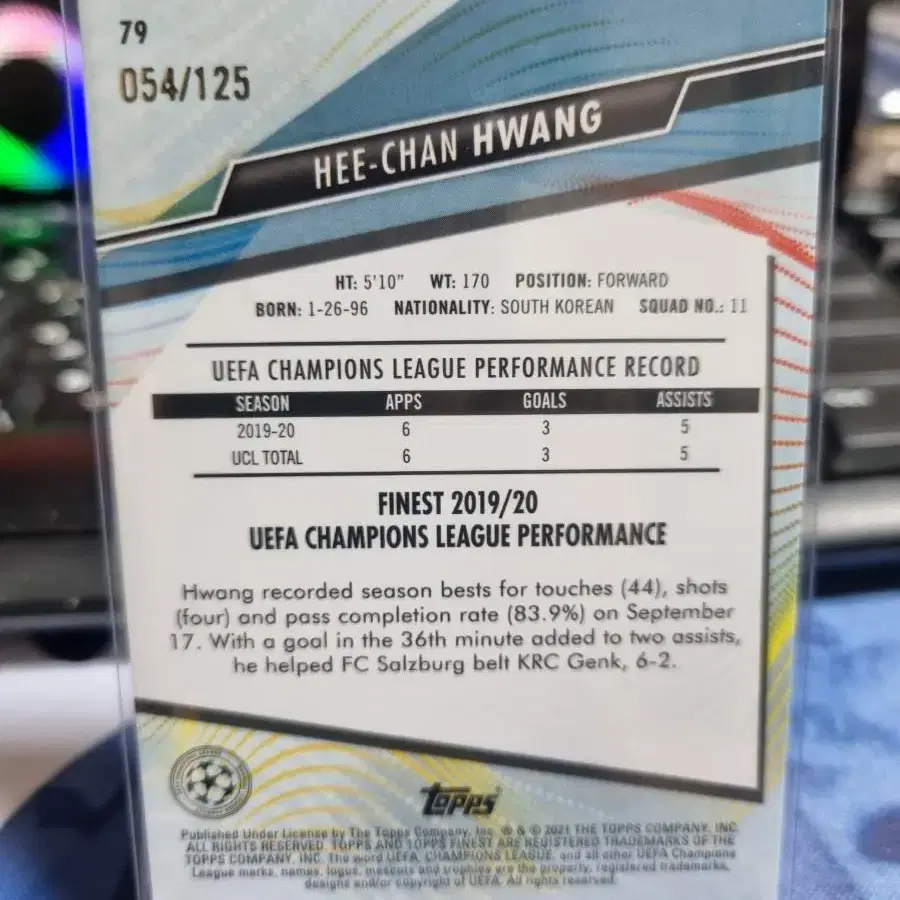 79
054/125
HEE-CHAN HWANG
HT: 5'10" WT: 170 POSITION: FORWARD
BORN: 1-26-96 NATIONALITY: SOUTH KOREAN SQUAD NO.: 11
UEFA CHAMPIONS LEAGUE PERFORMANCE RECORD
SEASON APPS GOALS ASSISTS
2019-20 6 3 5
UCL TOTAL 6 3 5
FINEST 2019/20
UEFA CHAMPIONS LEAGUE PERFORMANCE
Hwang recorded season bests for touches (44), shots
(four) and pass completion rate (83.9%) on September
17. With a goal in the 36th minute added to two assists,
he helped FC Salzburg belt KRC Genk, 6-2.
topps
Published Under License by The Topps Company, Inc. ® & © 2021 THE TOPPS COMPANY, INC.
ALL RIGHTS RESERVED. TOPPS AND TOPPS FINEST ARE REGISTERED TRADEMARKS OF THE
TOPPS COMPANY, INC. The word UEFA, CHAMPIONS LEAGUE, and all other UEFA Champions
League marks, names, logos, mascots and trophies are the property, registered trademarks,
designs and/or copyright of UEFA. All rights reserved.